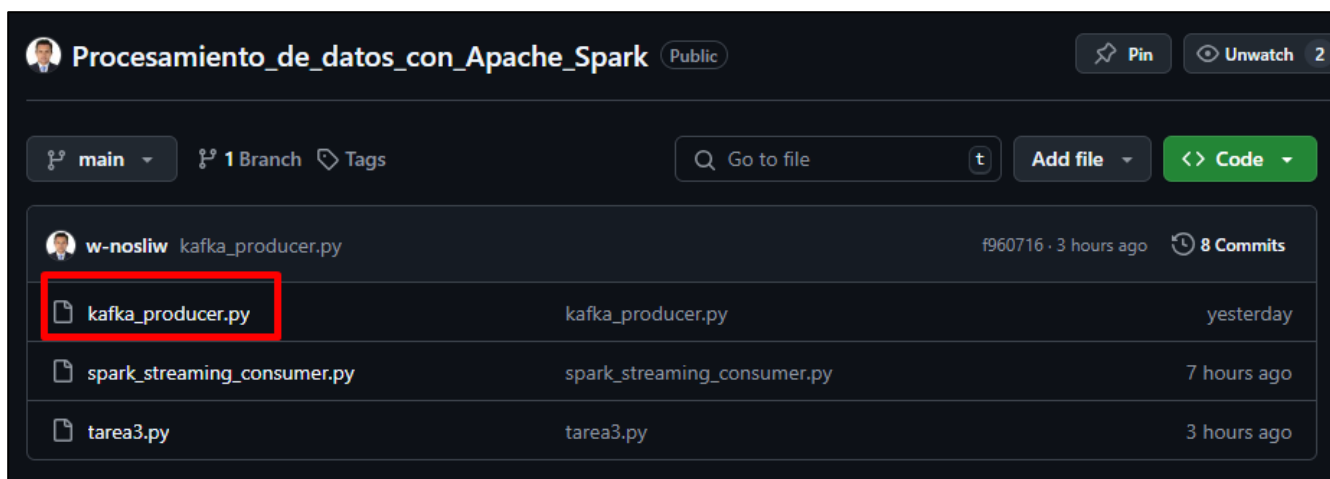 Procesamiento_de_datos_con_Apache_Spark Public Pin Unwatch 2
main 1 Branch Tags Go to file t Add file <> Code
w-nosliw kafka_producer.py f960716 · 3 hours ago 8 Commits
kafka_producer.py kafka_producer.py yesterday
spark_streaming_consumer.py spark_streaming_consumer.py 7 hours ago
tarea3.py tarea3.py 3 hours ago